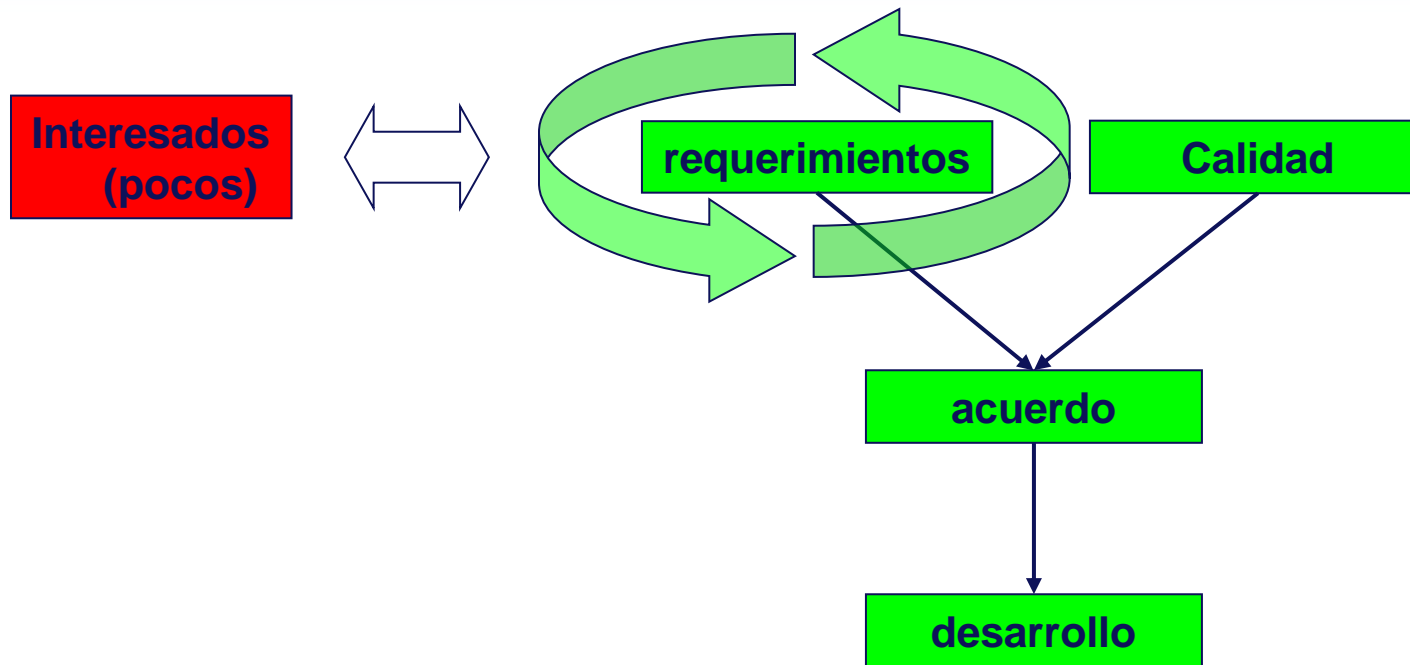 Interesados
(pocos)
requerimientos
Calidad
acuerdo
desarrollo